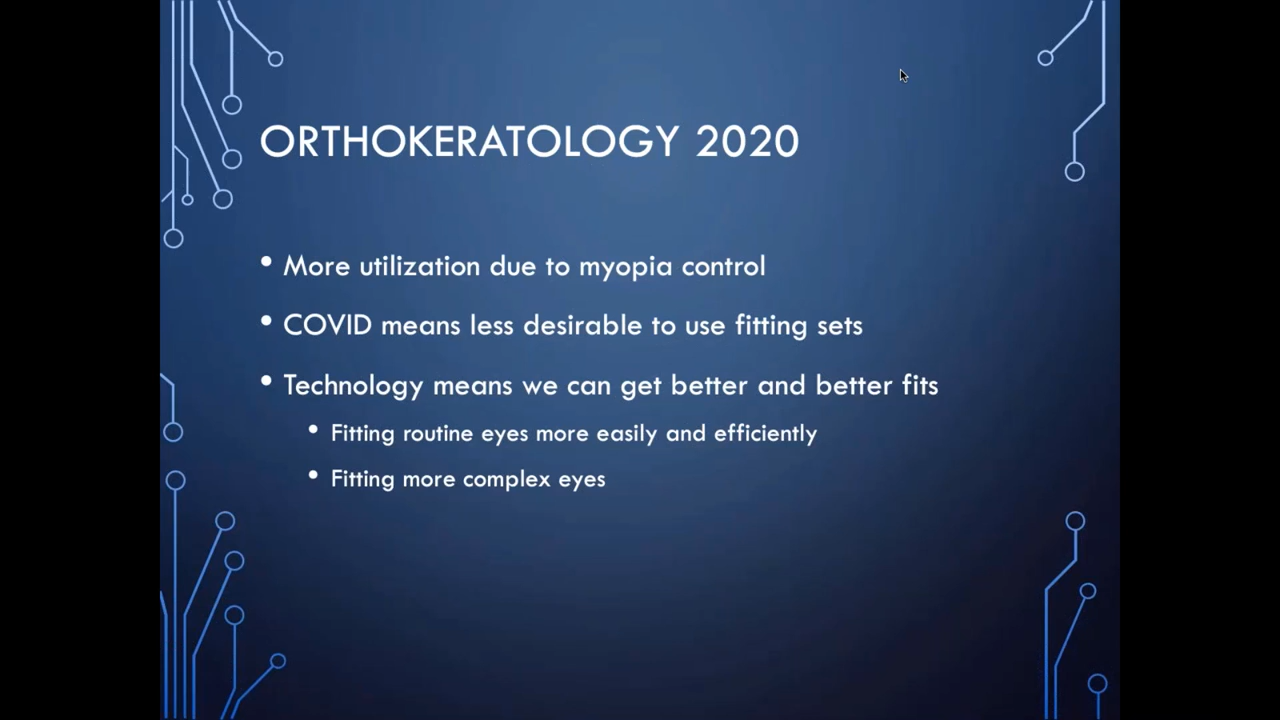 ORTHOKERATOLOGY 2020
• More utilization due to myopia control
• COVID means less desirable to use fitting sets
• Technology means we can get better and better fits
• Fitting routine eyes more easily and efficiently
• Fitting more complex eyes